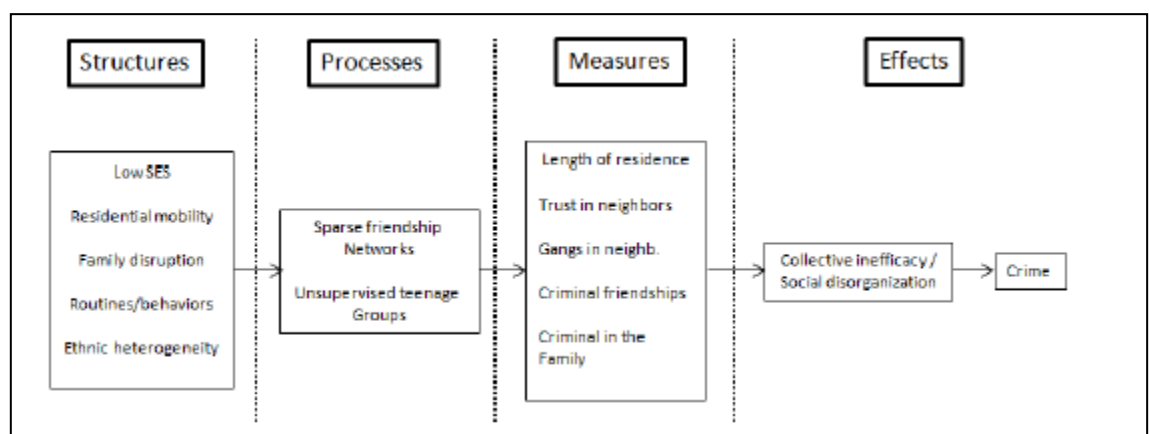 Structures
Processes
Measures
Effects
Low SES
Residential mobility
Family disruption
Routines/behaviors
Ethnic heterogeneity
Sparse friendship
Networks
Unsupervised teenage
Groups
Length of residence
Trust in neighbors
Gangs in neighb.
Criminal friendships
Criminal in the
Family
Collective inefficacy /
Social disorganization
Crime